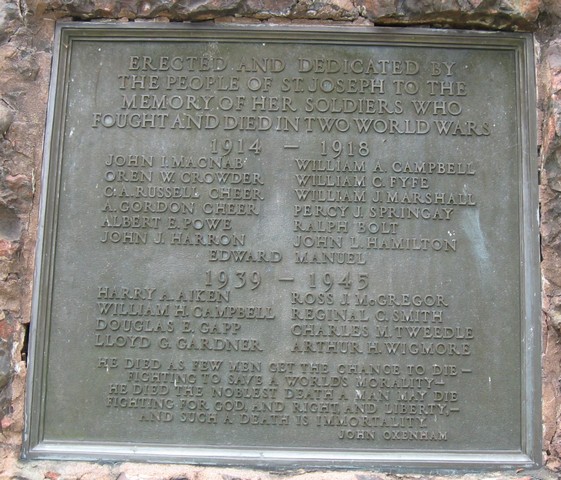 ERECTED AND DEDICATED BY
THE PEOPLE OF ST. JOSEPH TO THE
MEMORY OF HER SOLDIERS WHO
FOUGHT AND DIED IN TWO WORLD WARS
1914 – 1918
JOHN I. MACNAB WILLIAM A. CAMPBELL
OREN W. CROWDER WILLIAM C. FYFE
C.A. RUSSELL CHEER WILLIAM J. MARSHALL
A. GORDON CHEER PERCY J. SPRINGAY
ALBERT E. POWE RALPH BOLT
JOHN J. HARRON JOHN L. HAMILTON
EDWARD MANUEL
1939 – 1945
HARRY A. AIKEN ROSS J. McGREGOR
WILLIAM H. CAMPBELL REGINAL C. SMITH
DOUGLAS E. GAPP CHARLES M. TWEEDLE
LLOYD G. GARDNER ARTHUR H. WIGMORE
HE DIED AS FEW MEN GET THE CHANCE TO DIE –
FIGHTING TO SAVE A WORLD'S MORALITY –
HE DIED THE NOBLEST DEATH A MAN MAY DIE
FIGHTING FOR GOD, AND RIGHT, AND LIBERTY, –
AND SUCH A DEATH IS IMMORTALITY.
JOHN OXENHAM